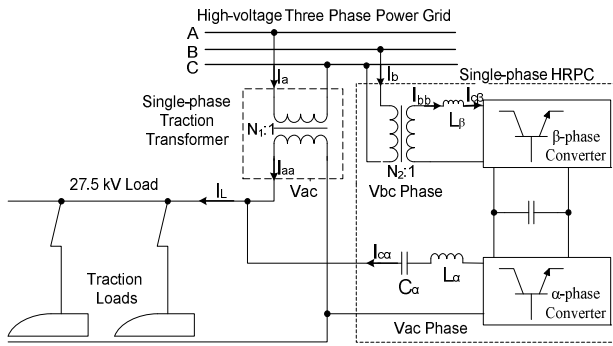 High-voltage Three Phase Power Grid
A
B
C
Ia
Ib
Single-phase HRPC
Single-phase
Traction
Transformer
N1:1
Iaa
Vac
Ibb
Icβ
Lβ
N2:1
Vbc Phase
β-phase
Converter
27.5 kV Load
IL
Icα
Cα
Lα
α-phase
Converter
Traction
Loads
Vac Phase